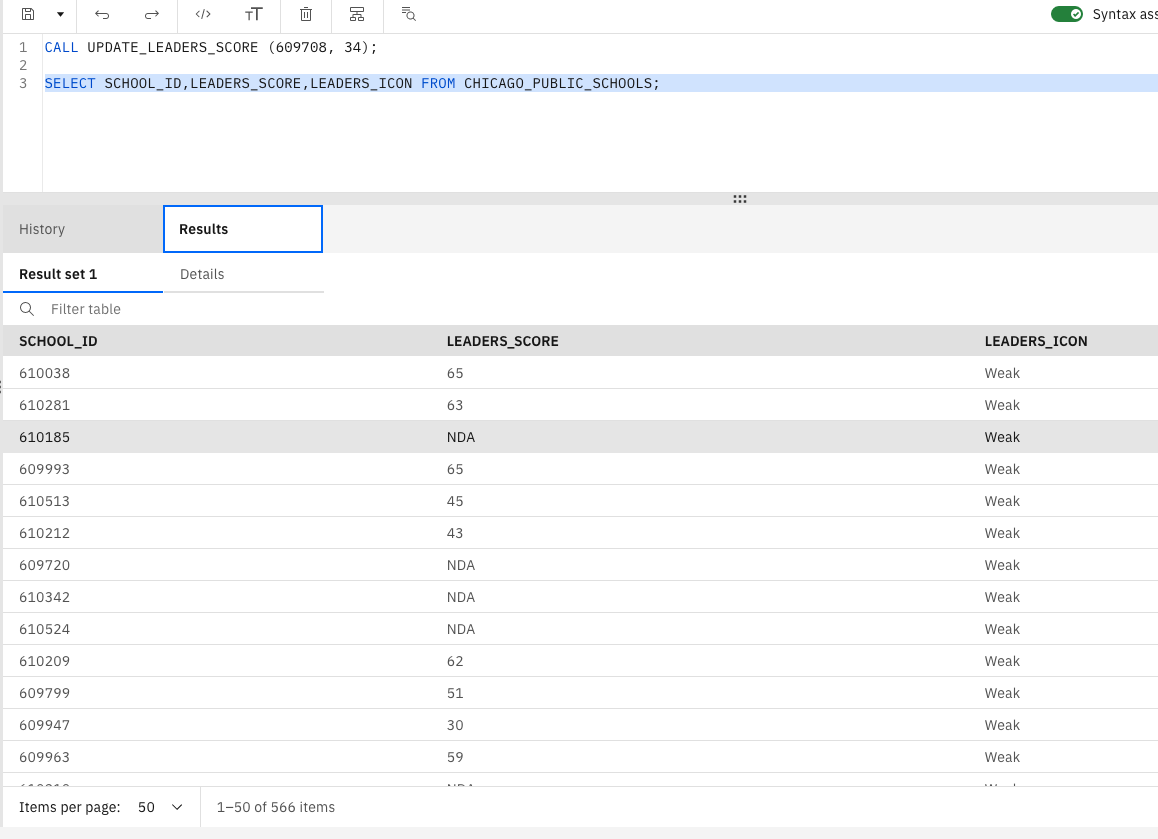 Syntax ass
1 CALL UPDATE_LEADERS_SCORE (609708, 34);
2
3 SELECT SCHOOL_ID,LEADERS_SCORE,LEADERS_ICON FROM CHICAGO_PUBLIC_SCHOOLS;
History Results
Result set 1 Details
Filter table
SCHOOL_ID LEADERS_SCORE LEADERS_ICON
610038 65 Weak
610281 63 Weak
610185 NDA Weak
609993 65 Weak
610513 45 Weak
610212 43 Weak
609720 NDA Weak
610342 NDA Weak
610524 NDA Weak
610209 62 Weak
609799 51 Weak
609947 30 Weak
609963 59 Weak
Items per page: 50 1–50 of 566 items